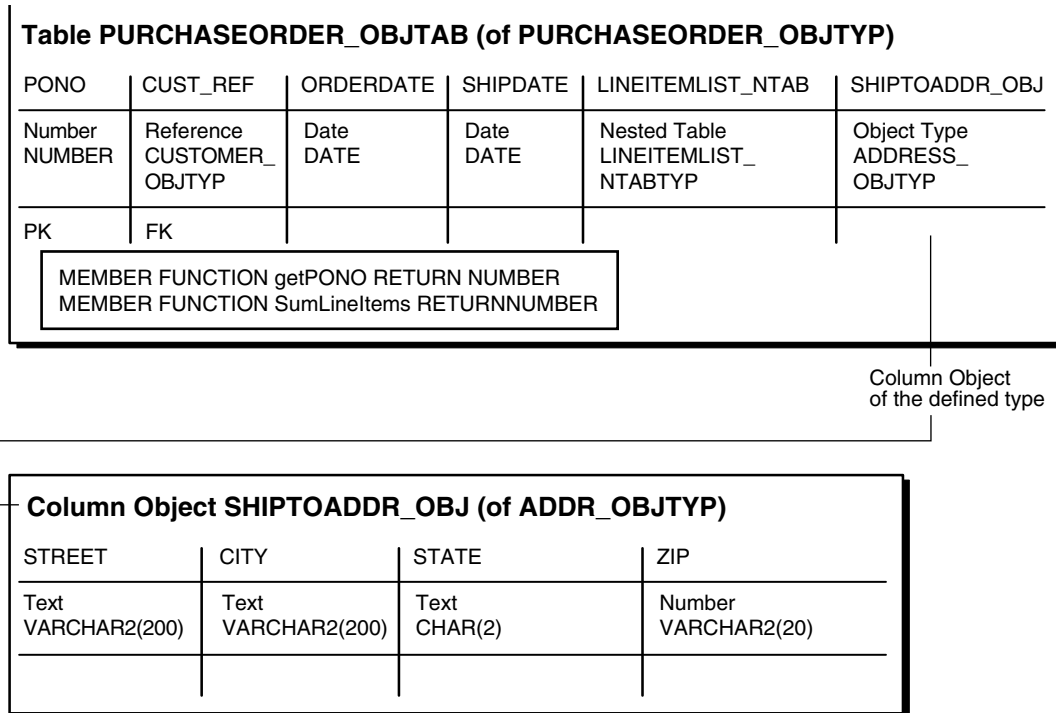 Table PURCHASEORDER_OBJTAB (of PURCHASEORDER_OBJTYP)
PONO CUST_REF ORDERDATE SHIPDATE LINEITEMLIST_NTAB SHIPTOADDR_OBJ
Number Reference Date Date Nested Table Object Type
NUMBER CUSTOMER_ DATE DATE LINEITEMLIST_ ADDRESS_
OBJTYP NTABTYP OBJTYP
PK FK
MEMBER FUNCTION getPONO RETURN NUMBER
MEMBER FUNCTION SumLineItems RETURNNUMBER
Column Object
of the defined type
Column Object SHIPTOADDR_OBJ (of ADDR_OBJTYP)
STREET CITY STATE ZIP
Text Text Text Number
VARCHAR2(200) VARCHAR2(200) CHAR(2) VARCHAR2(20)